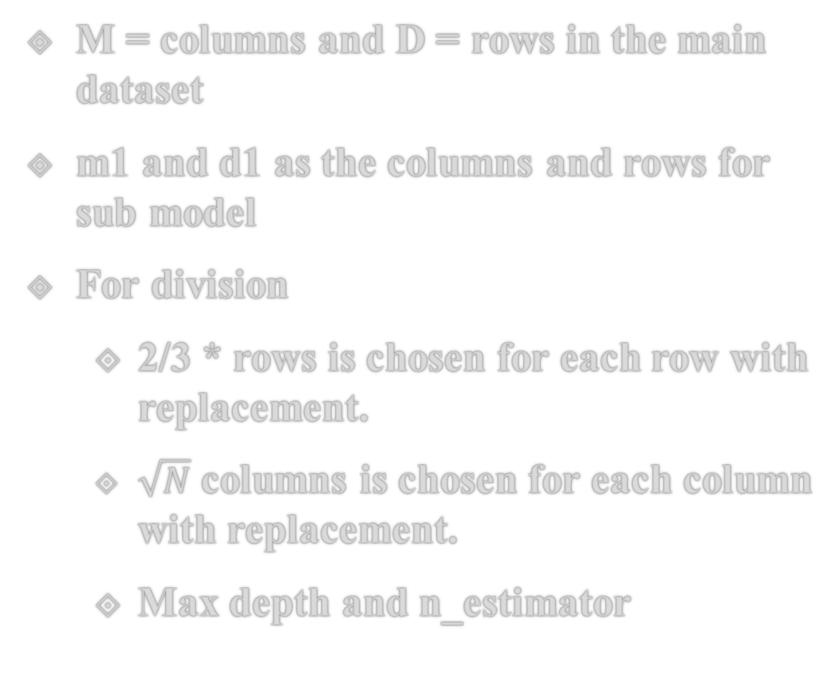 M = columns and D = rows in the main
dataset
m1 and d1 as the columns and rows for
sub model
For division
2/3 * rows is chosen for each row with
replacement.
√N columns is chosen for each column
with replacement.
Max depth and n_estimator